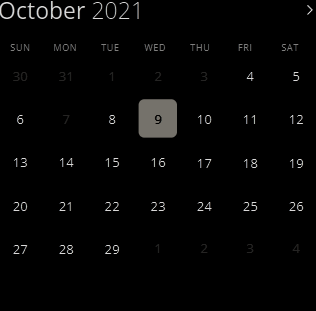 October 2021
SUN MON TUE WED THU FRI SAT
30 31 1 2 3 4 5
6 7 8 9 10 11 12
13 14 15 16 17 18 19
20 21 22 23 24 25 26
27 28 29 1 2 3 4